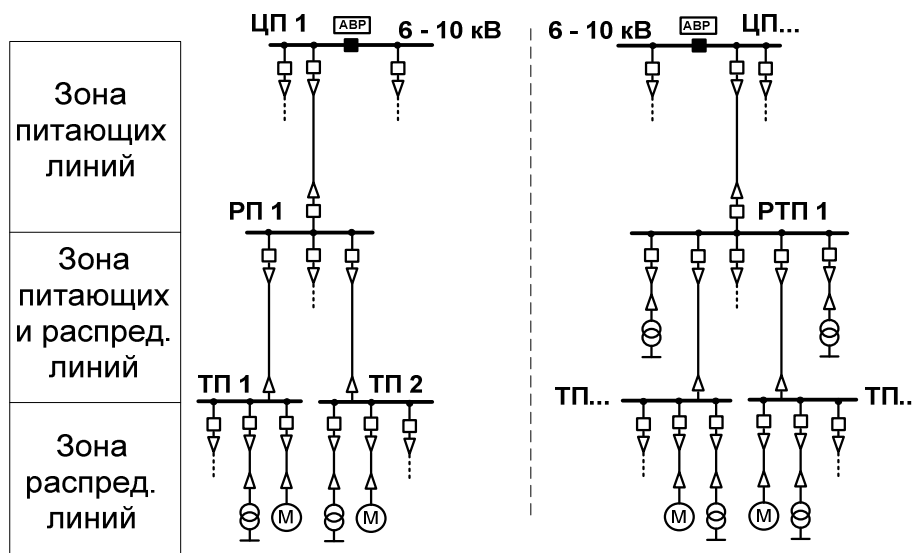 ЦП 1
АВР
6 - 10 кВ
6 - 10 кВ
АВР
ЦП...
Зона
питающих
линий
РП 1
РТП 1
Зона
питающих
и распред.
линий
ТП 1
ТП 2
ТП...
ТП..
Зона
распред.
линий
М
М
М
М